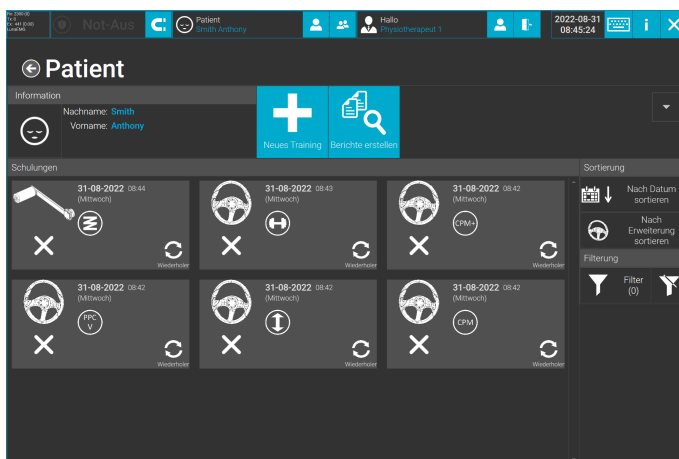 Not-Aus
Patient
Smith Anthony
Hallo
Physiotherapeut 1
2022-08-31
08:45:24
i
Patient
Information
Nachname: Smith
Vorname: Anthony
Neues Training
Berichte erstellen
Schulungen
Sortierung
31-08-2022 08:44
(Mittwoch)
Wiederholer
31-08-2022 08:43
(Mittwoch)
Wiederholer
31-08-2022 08:42
(Mittwoch)
CPM+
Wiederholer
Nach Datum
sortieren
Nach
Erweiterung
sortieren
Filterung
Filter
(0)
31-08-2022 08:42
(Mittwoch)
PPC
V
Wiederholer
31-08-2022 08:42
(Mittwoch)
Wiederholer
31-08-2022 08:42
(Mittwoch)
CPM
Wiederholer